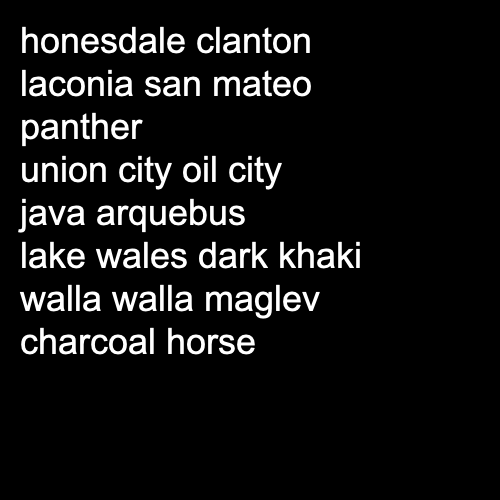 honesdale clanton
laconia san mateo
panther
union city oil city
java arquebus
lake wales dark khaki
walla walla maglev
charcoal horse